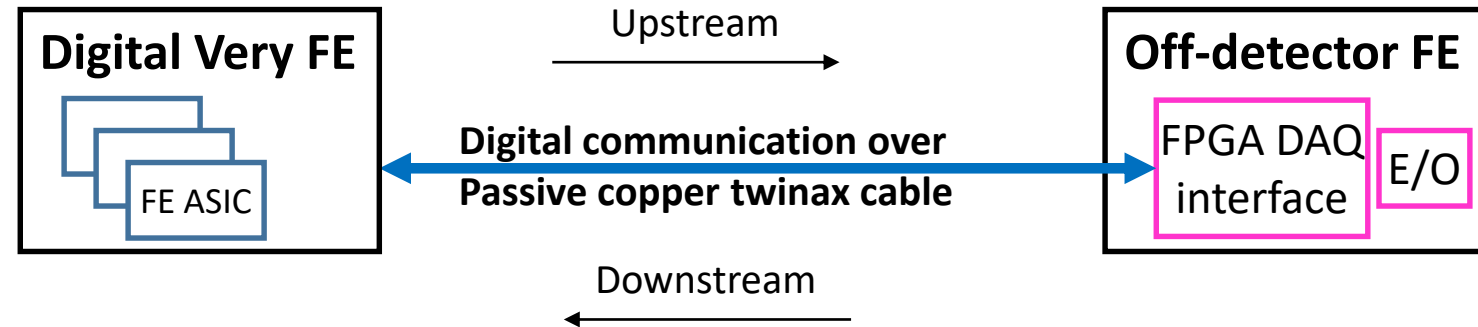 Upstream
Digital Very FE
FE ASIC
Digital communication over
Passive copper twinax cable
Off-detector FE
FPGA DAQ
interface
E/O
Downstream